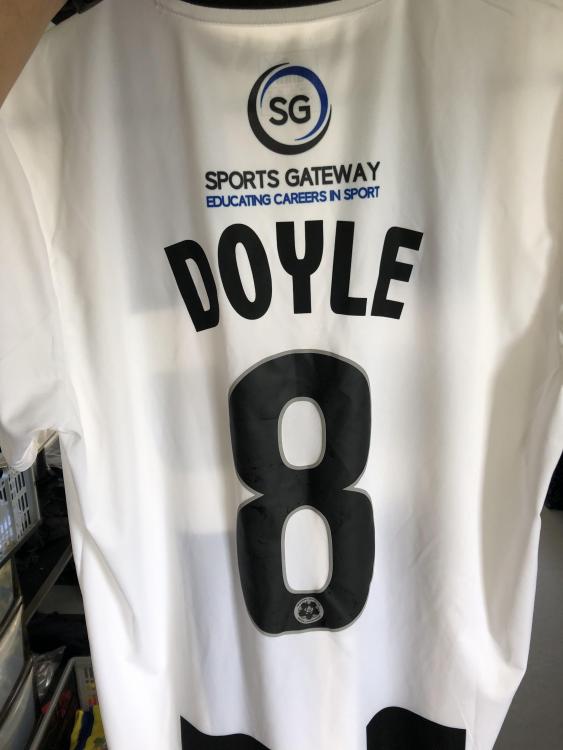 SG
SPORTS GATEWAY
EDUCATING CAREERS IN SPORT
DOYLE
8